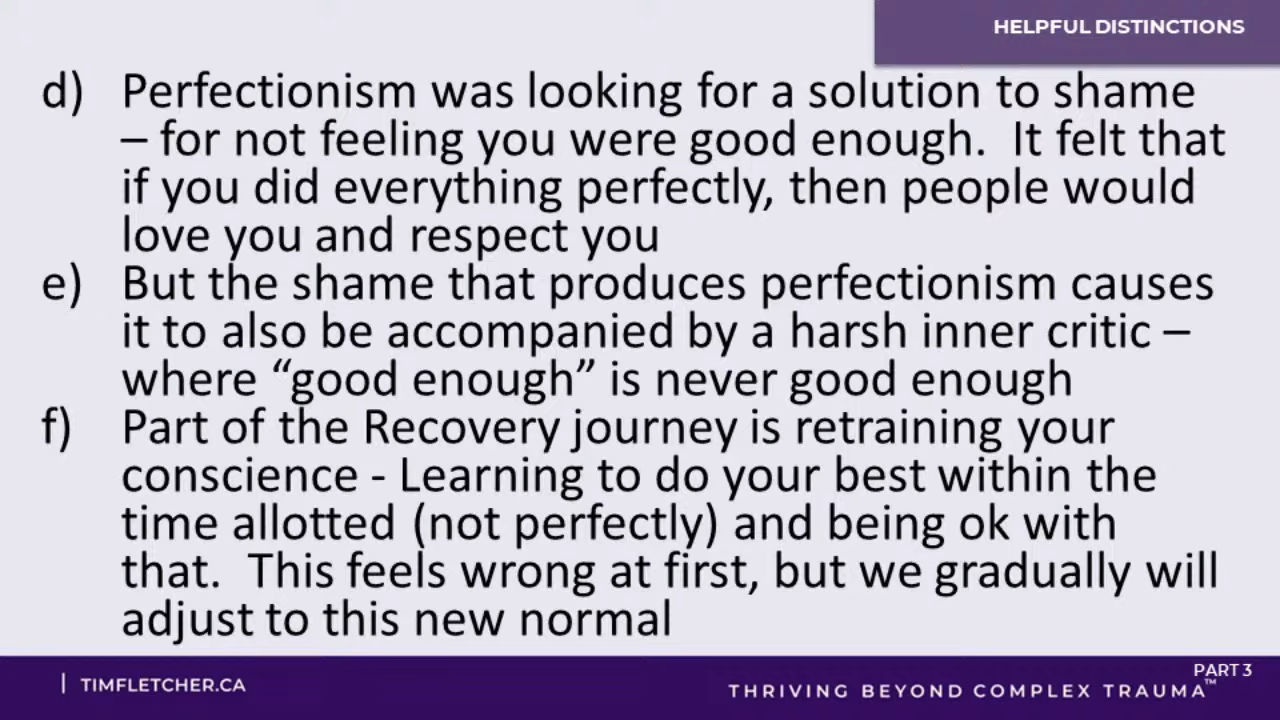 HELPFUL DISTINCTIONS
d) Perfectionism was looking for a solution to shame
– for not feeling you were good enough.  It felt that
if you did everything perfectly, then people would
love you and respect you
e) But the shame that produces perfectionism causes
it to also be accompanied by a harsh inner critic –
where “good enough” is never good enough
f) Part of the Recovery journey is retraining your
conscience - Learning to do your best within the
time allotted (not perfectly) and being ok with
that.  This feels wrong at first, but we gradually will
adjust to this new normal
| TIMFLETCHER.CA
PART 3
THRIVING BEYOND COMPLEX TRAUMA™